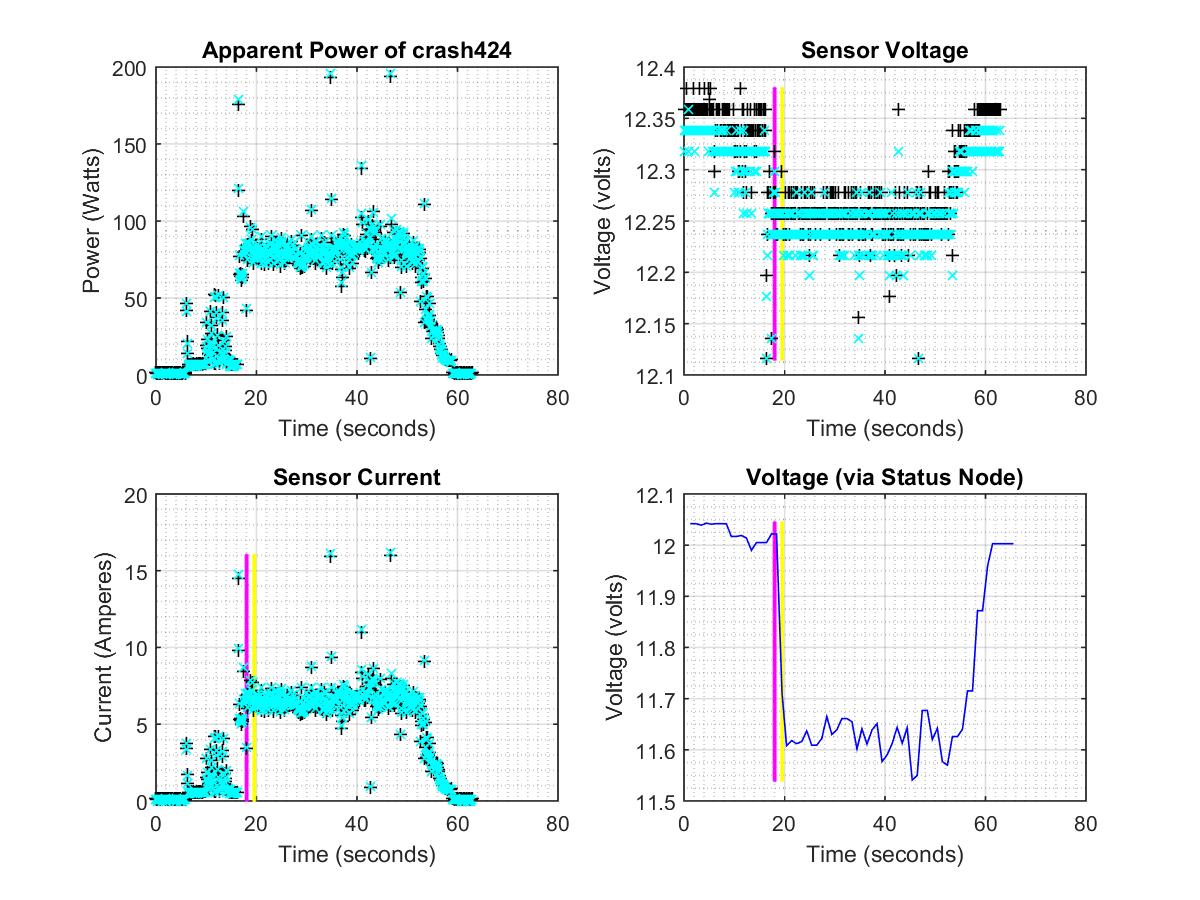 Apparent Power of crash424
200
150
100
50
0
Power (Watts)
0 20 40 60 80
Time (seconds)
Sensor Voltage
12.4
12.35
12.3
12.25
12.2
12.15
12.1
Voltage (volts)
0 20 40 60 80
Time (seconds)
Sensor Current
20
15
10
5
0
Current (Amperes)
0 20 40 60 80
Time (seconds)
Voltage (via Status Node)
12.1
12
11.9
11.8
11.7
11.6
11.5
Voltage (volts)
0 20 40 60 80
Time (seconds)